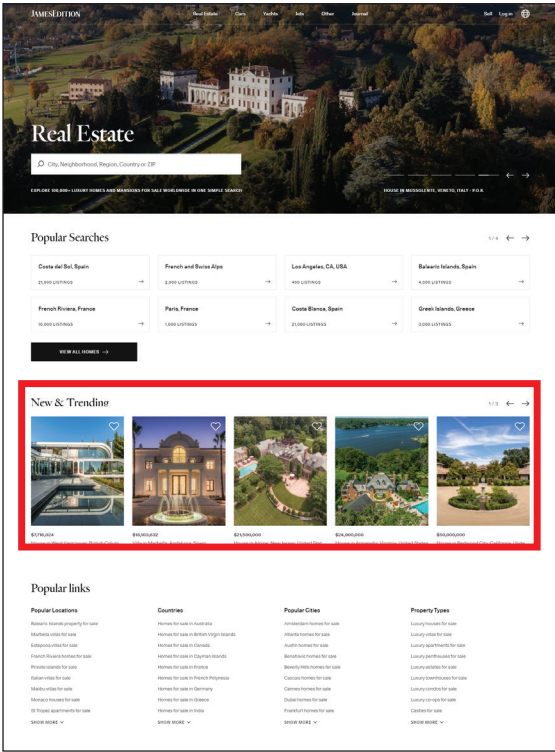 JAMESEDITION
Real Estate Cars Yachts Jets Other Journal
Sell Log in
Real Estate
City, Neighborhood, Region, Country or ZIP
EXPLORE 100,000+ LUXURY HOMES AND MANSIONS FOR SALE WORLDWIDE IN ONE SIMPLE SEARCH
HOUSE IN MUSSOLENTE, VENETO, ITALY - P.O.R.
Popular Searches
Costa del Sol, Spain
21,000 LISTINGS
French and Swiss Alps
2,000 LISTINGS
Los Angeles, CA, USA
400 LISTINGS
Balearic Islands, Spain
4,000 LISTINGS
French Riviera, France
10,000 LISTINGS
Paris, France
1,000 LISTINGS
Costa Blanca, Spain
21,000 LISTINGS
Greek Islands, Greece
3,000 LISTINGS
VIEW ALL HOMES
New & Trending
$21,500,000
$24,000,000
$50,000,000
Popular links
Popular Locations
Balearic Islands property for sale
Marbella villas for sale
Estepona villas for sale
French Riviera homes for sale
Private islands for sale
Italian villas for sale
Malibu villas for sale
Monaco houses for sale
St Tropez apartments for sale
SHOW MORE
Countries
Homes for sale in Australia
Homes for sale in British Virgin Islands
Homes for sale in Canada
Homes for sale in Cayman Islands
Homes for sale in France
Homes for sale in French Polynesia
Homes for sale in Germany
Homes for sale in Greece
Homes for sale in India
SHOW MORE
Popular Cities
Amsterdam homes for sale
Atlanta homes for sale
Austin homes for sale
Benahavis homes for sale
Beverly Hills homes for sale
Cascais homes for sale
Cannes homes for sale
Dubai homes for sale
Frankfurt homes for sale
SHOW MORE
Property Types
Luxury houses for sale
Luxury villas for sale
Luxury apartments for sale
Luxury penthouses for sale
Luxury estates for sale
Luxury townhouses for sale
Luxury condos for sale
Luxury co-ops for sale
Castles for sale
SHOW MORE